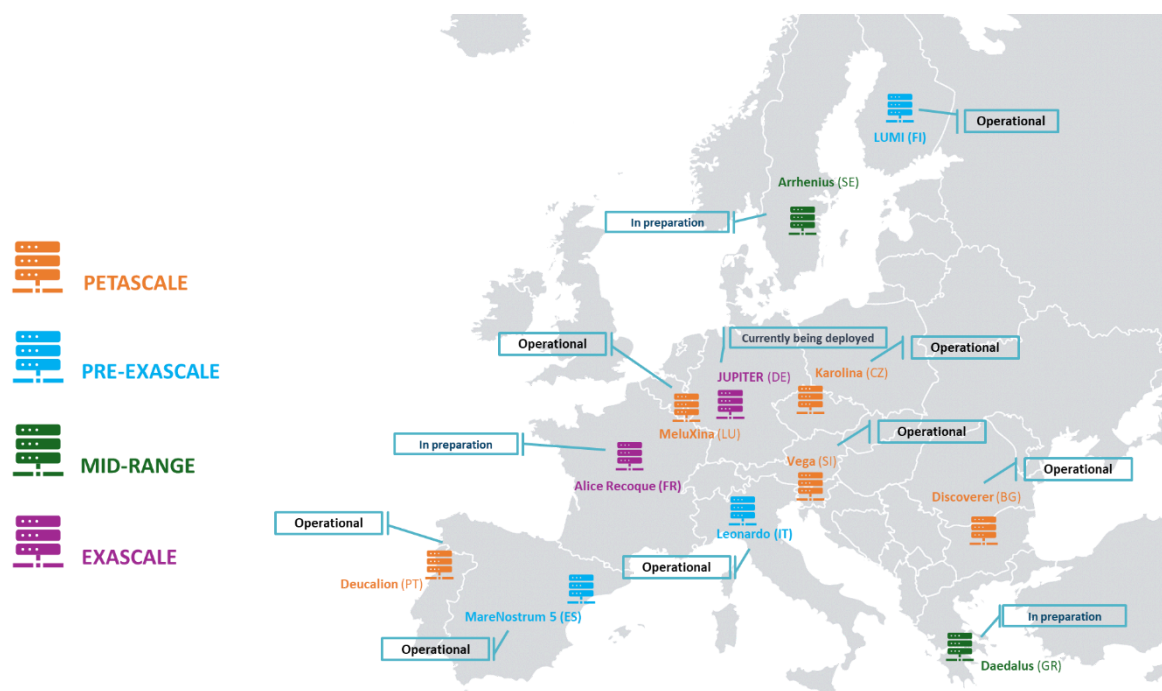 Operational
LUMI (FI)
Arrhenius (SE)
In preparation
PETASCALE
Operational
Currently being deployed
Operational
PRE-EXASCALE
JUPITER (DE)
Karolina (CZ)
MeluXina (LU)
Operational
In preparation
MID-RANGE
Vega (SI)
Operational
Alice Recoque (FR)
Discoverer (BG)
Operational
Leonardo (IT)
EXASCALE
Operational
Deucalion (PT)
MareNostrum 5 (ES)
In preparation
Operational
Daedalus (GR)